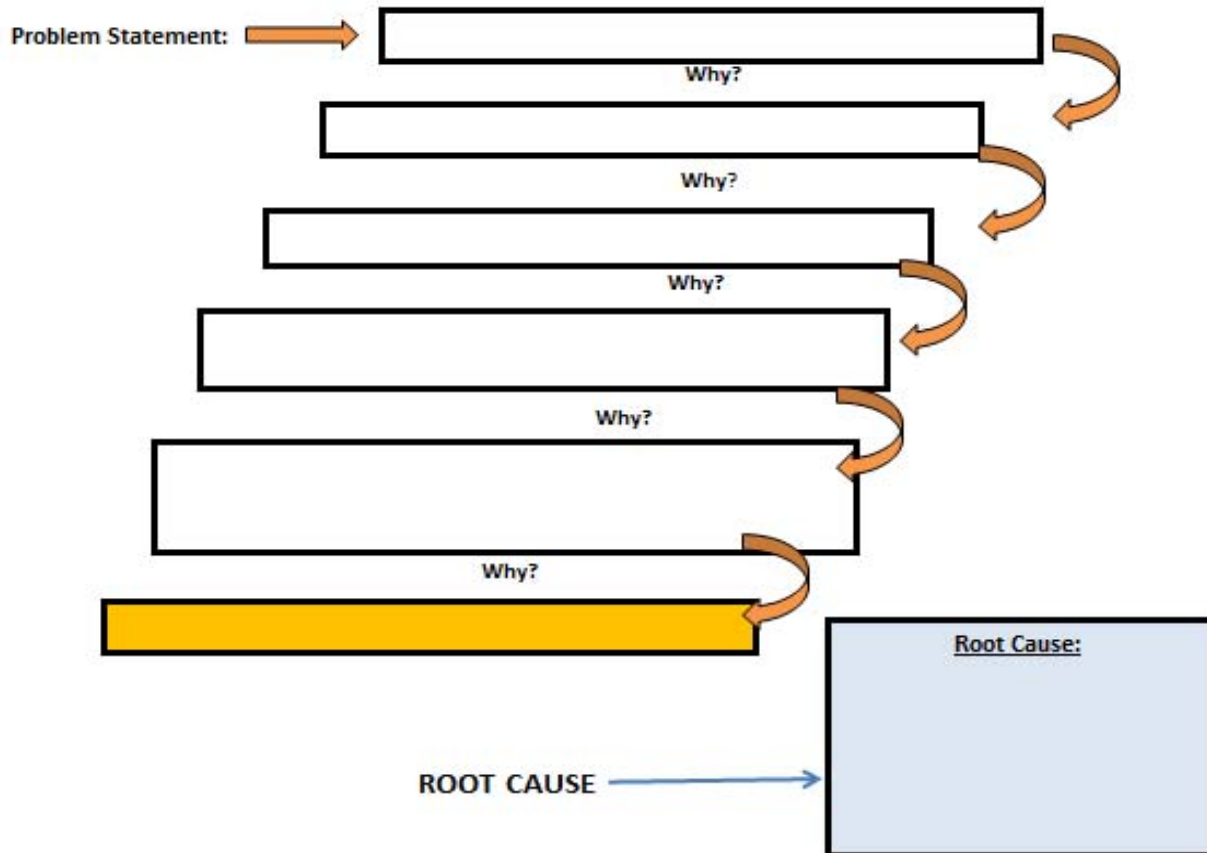 Problem Statement:
Why?
Why?
Why?
Why?
Why?
Root Cause:
ROOT CAUSE